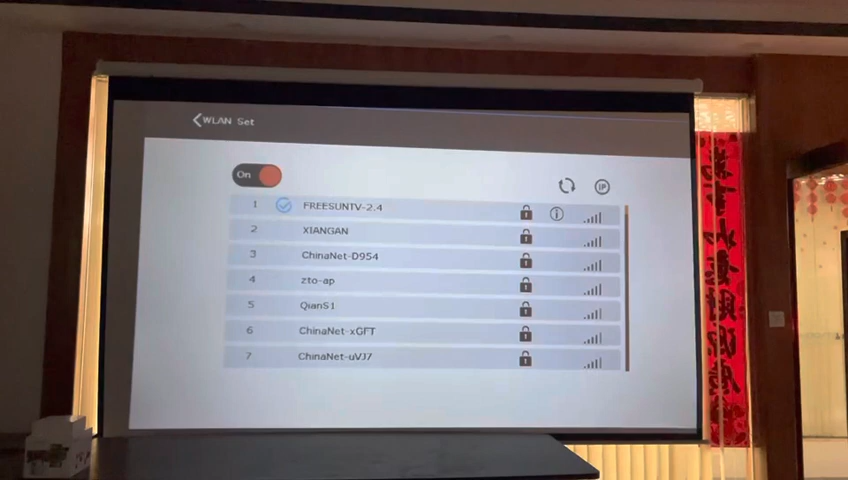 WLAN Set
On
IP
1 FREESUNTV-2.4
2 XIANGAN
3 ChinaNet-D954
4 zto-ap
5 QianS1
6 ChinaNet-xGFT
7 ChinaNet-uVJ7